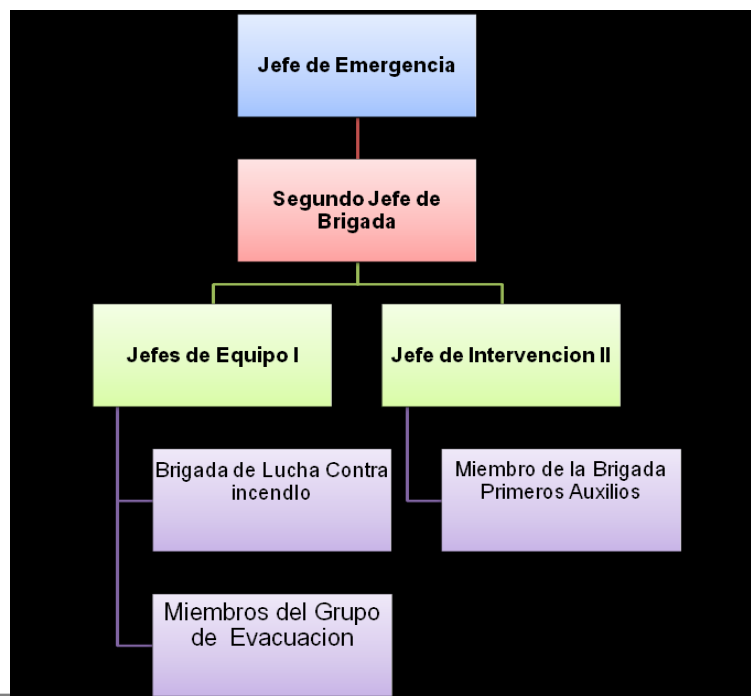 Jefe de Emergencia
Segundo Jefe de
Brigada
Jefes de Equipo I
Jefe de Intervencion II
Brigada de Lucha Contra
incendIo
Miembro de la Brigada
Primeros Auxilios
Miembros del Grupo
de Evacuacion